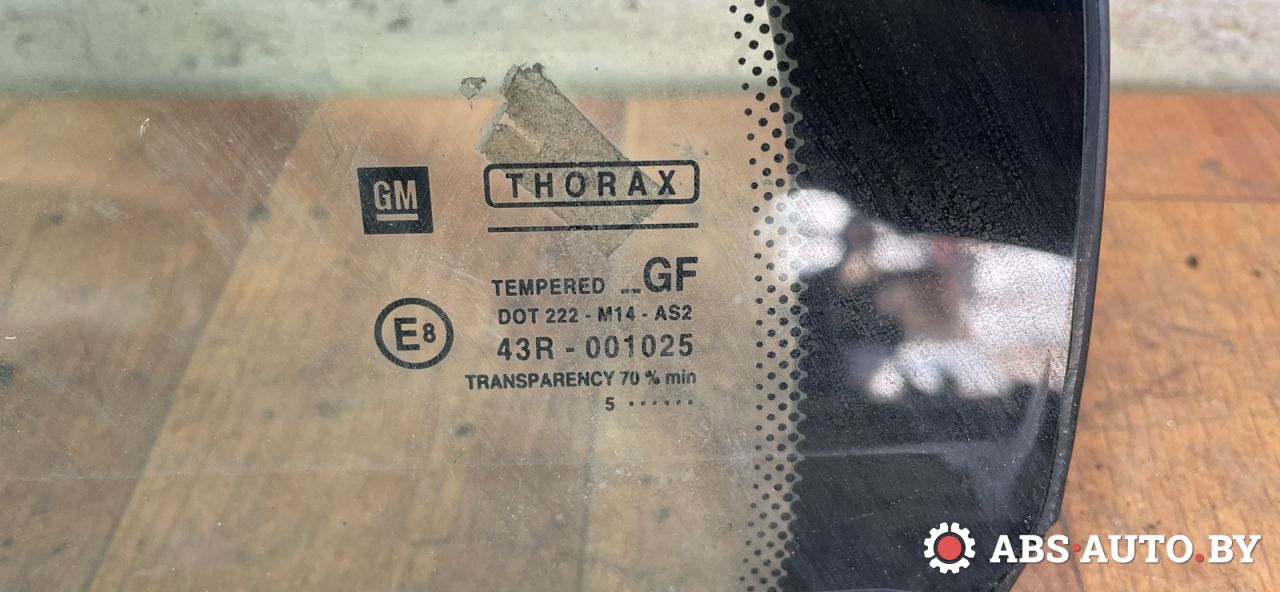 GM
THORAX
TEMPERED GF
DOT 222 - M14 - AS2
E8
43R - 001025
TRANSPARENCY 70 % min
5 ······
ABS·AUTO.BY